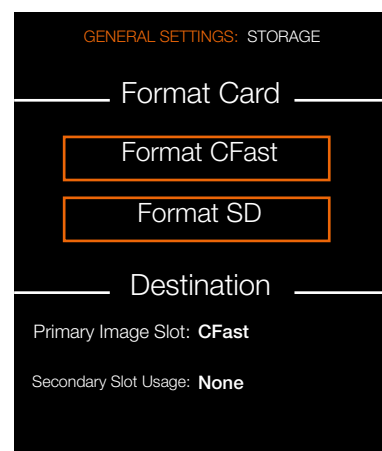 GENERAL SETTINGS: STORAGE
Format Card
Format CFast
Format SD
Destination
Primary Image Slot: CFast
Secondary Slot Usage: None